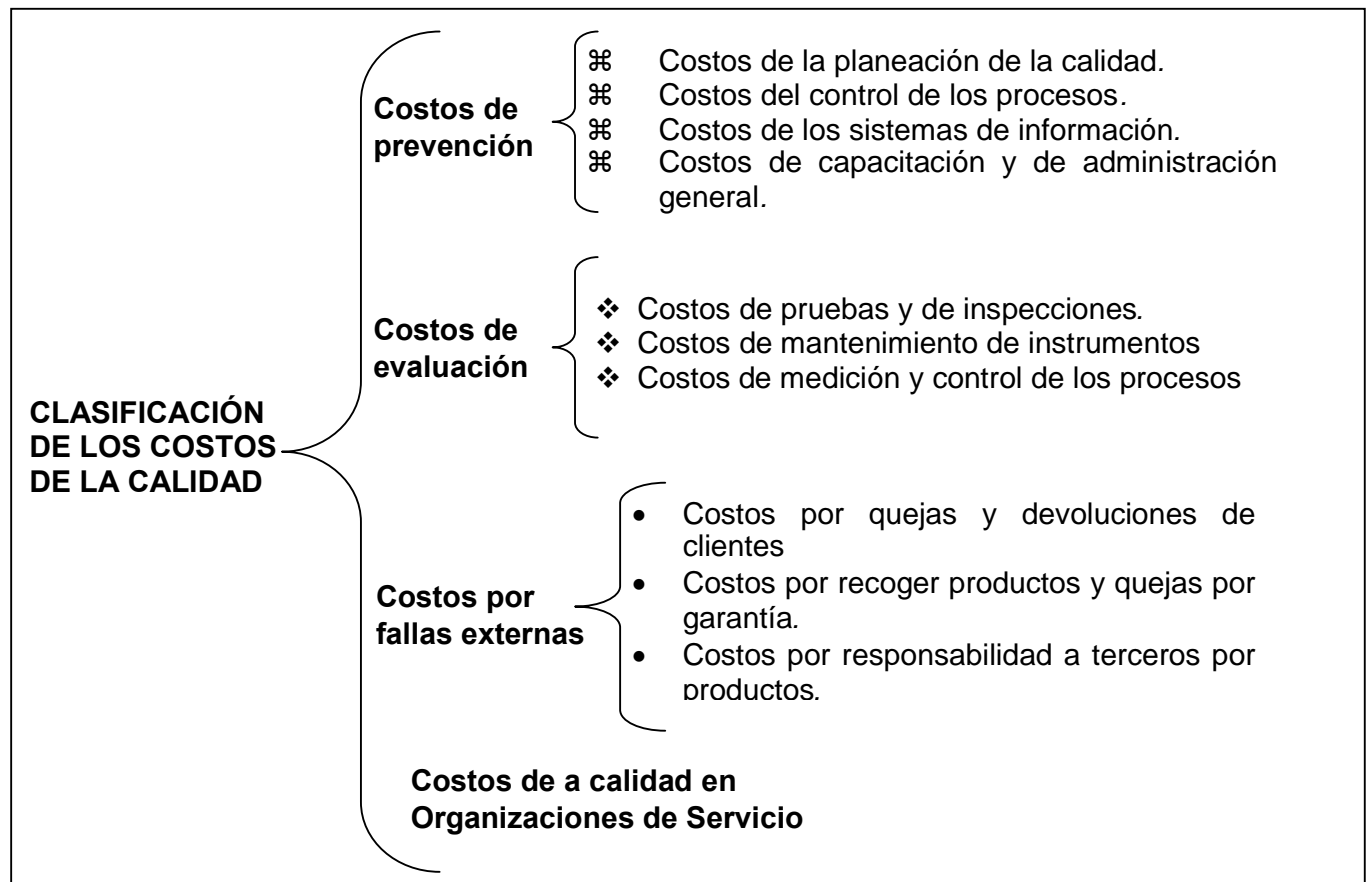 ⌘ Costos de la planeación de la calidad.
⌘ Costos del control de los procesos.
Costos de
prevención
⌘ Costos de los sistemas de información.
⌘ Costos de capacitación y de administración
general.
Costos de
evaluación
❖ Costos de pruebas y de inspecciones.
❖ Costos de mantenimiento de instrumentos
❖ Costos de medición y control de los procesos
CLASIFICACIÓN
DE LOS COSTOS
DE LA CALIDAD
Costos por
fallas externas
• Costos por quejas y devoluciones de
clientes
• Costos por recoger productos y quejas por
garantía.
• Costos por responsabilidad a terceros por
productos.
Costos de a calidad en
Organizaciones de Servicio